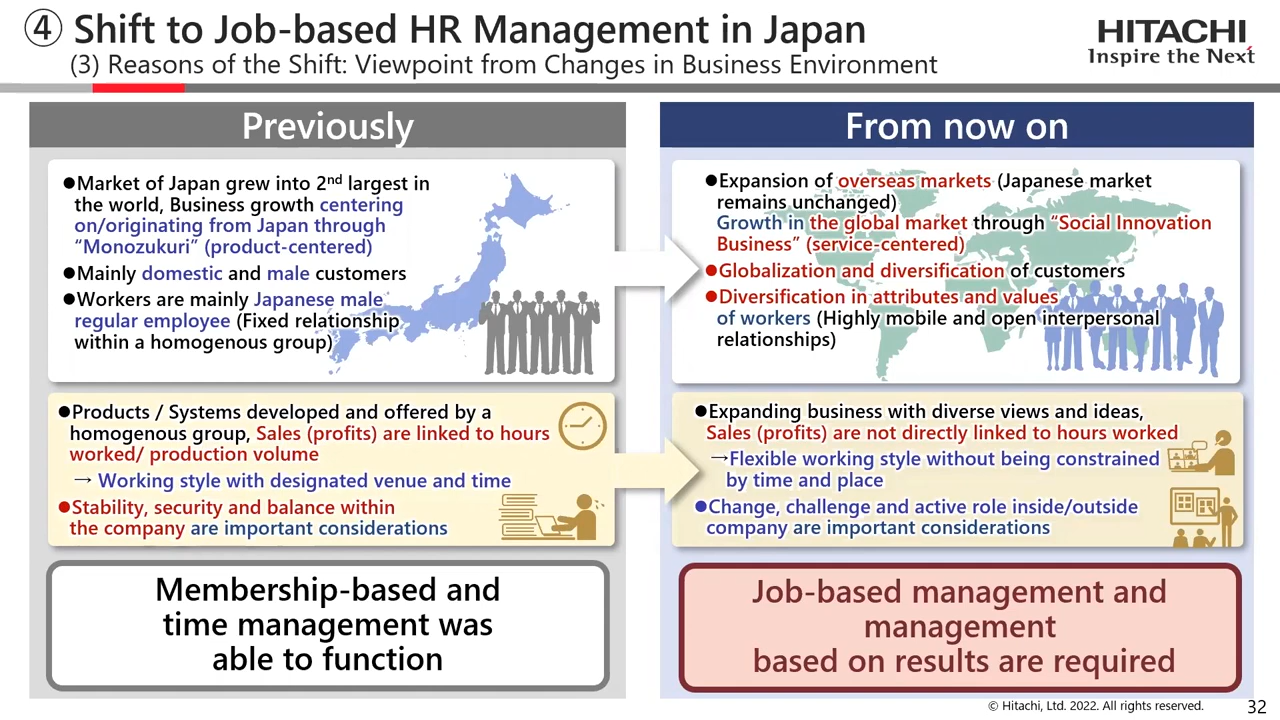 ④ Shift to Job-based HR Management in Japan
(3) Reasons of the Shift: Viewpoint from Changes in Business Environment
HITACHI
Inspire the Next
Previously
●Market of Japan grew into 2nd largest in
the world, Business growth centering
on/originating from Japan through
“Monozukuri” (product-centered)
●Mainly domestic and male customers
●Workers are mainly Japanese male
regular employee (Fixed relationship
within a homogenous group)
●Products / Systems developed and offered by a
homogenous group, Sales (profits) are linked to hours
worked/ production volume
→ Working style with designated venue and time
●Stability, security and balance within
the company are important considerations
Membership-based and
time management was
able to function
From now on
●Expansion of overseas markets (Japanese market
remains unchanged)
Growth in the global market through “Social Innovation
Business” (service-centered)
●Globalization and diversification of customers
●Diversification in attributes and values
of workers (Highly mobile and open interpersonal
relationships)
●Expanding business with diverse views and ideas,
Sales (profits) are not directly linked to hours worked
→Flexible working style without being constrained
by time and place
●Change, challenge and active role inside/outside
company are important considerations
Job-based management and
management
based on results are required
© Hitachi, Ltd. 2022. All rights reserved.
32